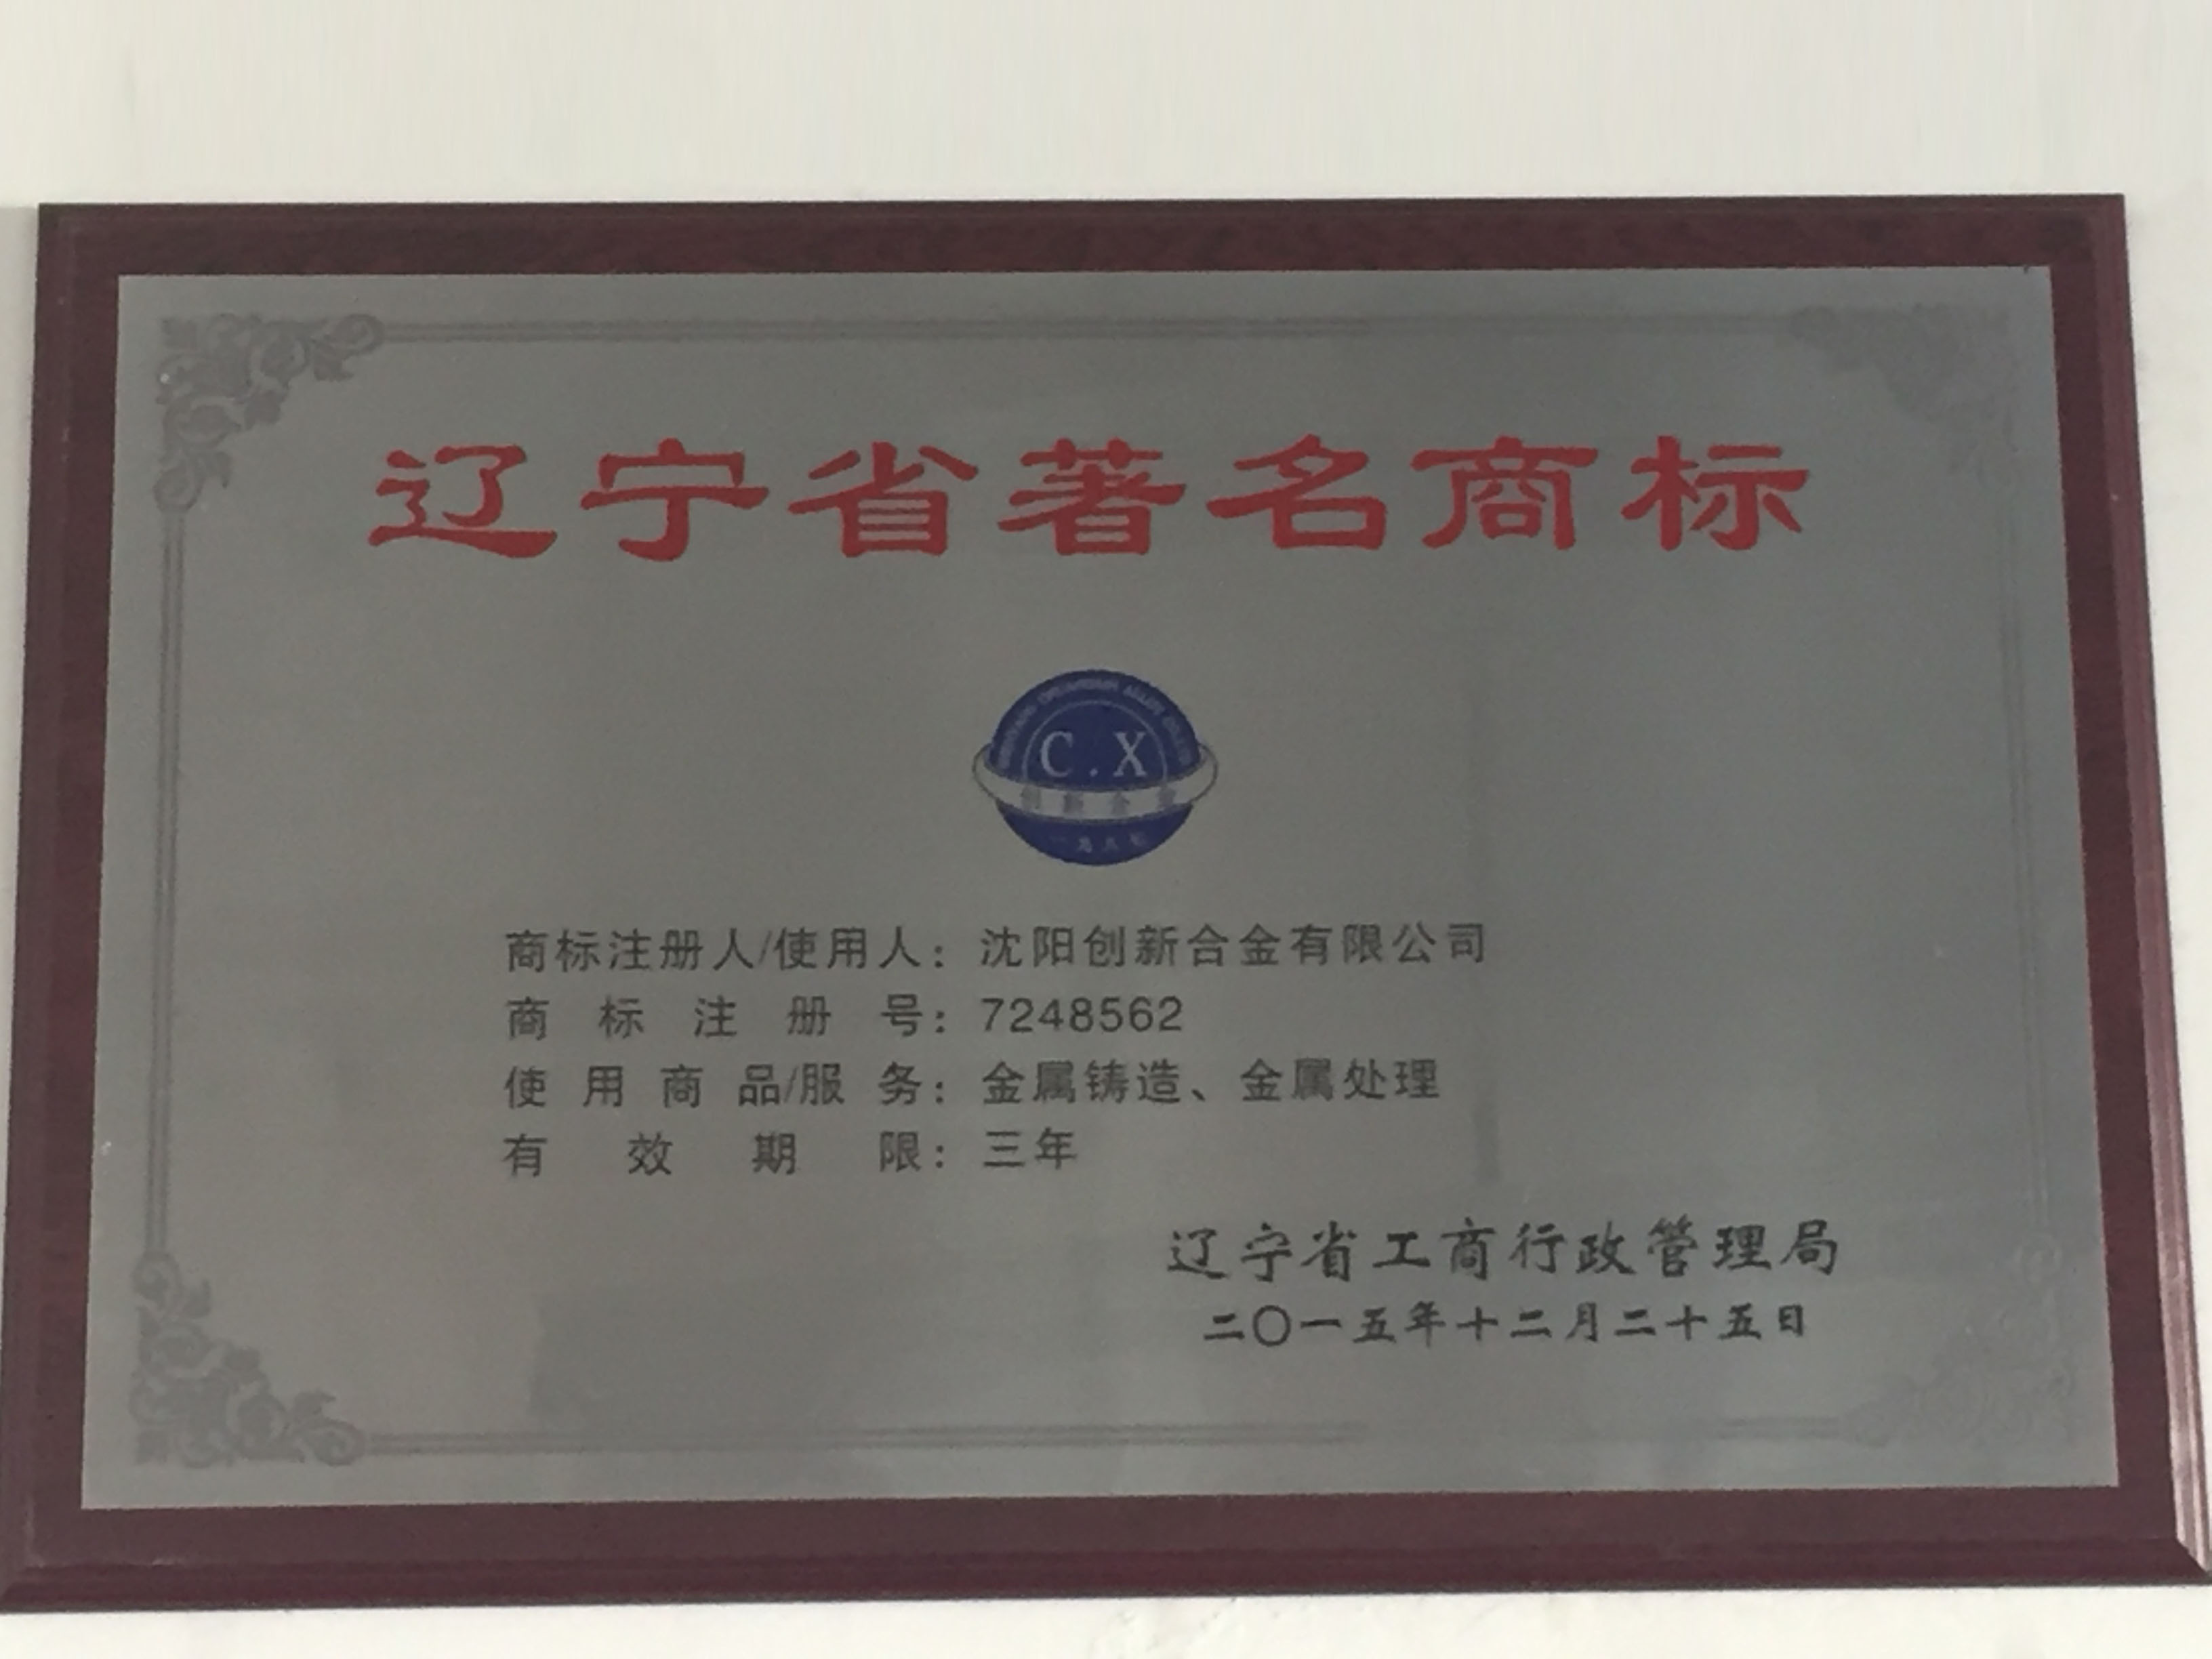 辽宁省著名商标
C.X
商标注册人/使用人：沈阳创新合金有限公司
商标注册号：7248562
使用商品/服务：金属铸造、金属处理
有效期限：三年
辽宁省工商行政管理局
二〇一五年十二月二十五日